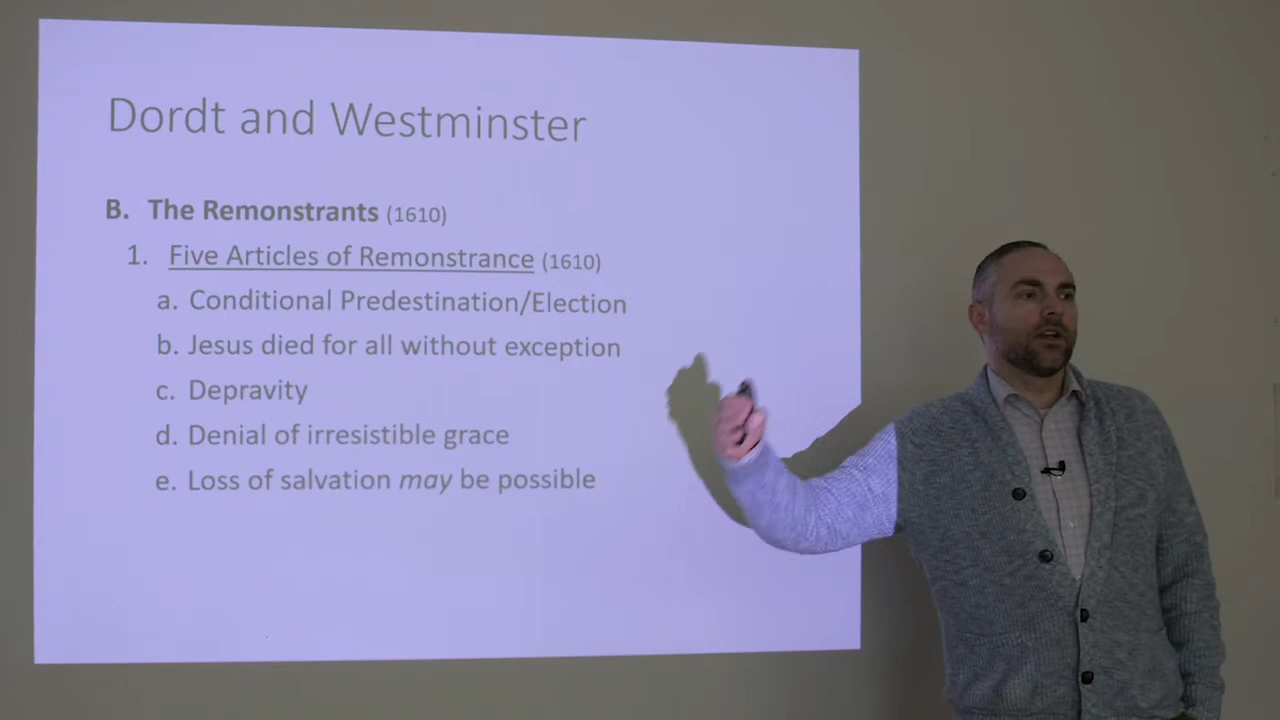 Dordt and Westminster
B. The Remonstrants (1610)
1. Five Articles of Remonstrance (1610)
a. Conditional Predestination/Election
b. Jesus died for all without exception
c. Depravity
d. Denial of irresistible grace
e. Loss of salvation may be possible